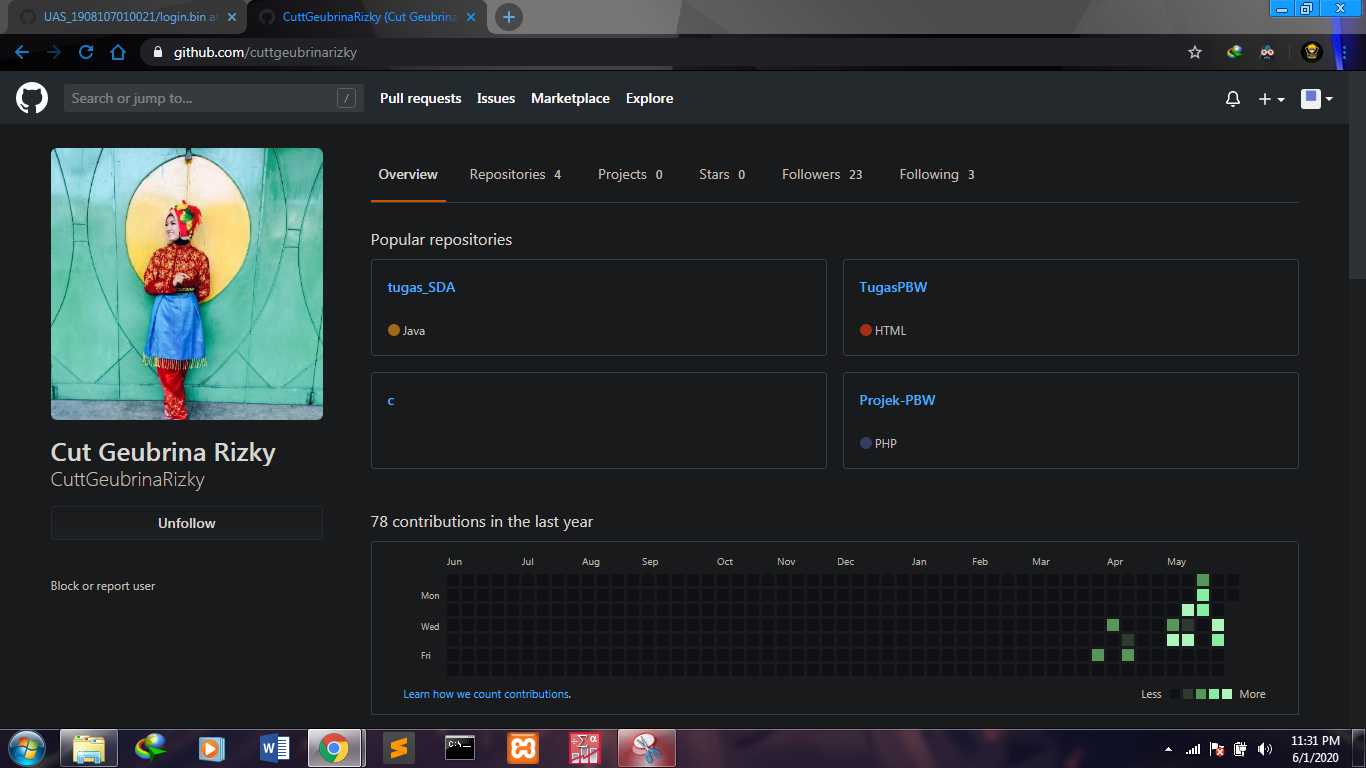 UAS_1908107010021/login.bin at
CuttGeubrinaRizky (Cut Geubrina
github.com/cuttgeubrinarizky
Search or jump to...
/
Pull requests Issues Marketplace Explore
Overview Repositories 4 Projects 0 Stars 0 Followers 23 Following 3
Cut Geubrina Rizky
CuttGeubrinaRizky
Unfollow
Block or report user
Popular repositories
tugas_SDA
Java
TugasPBW
HTML
c
Projek-PBW
PHP
78 contributions in the last year
Jun Jul Aug Sep Oct Nov Dec Jan Feb Mar Apr May
Mon
Wed
Fri
Learn how we count contributions.
Less More
11:31 PM
6/1/2020